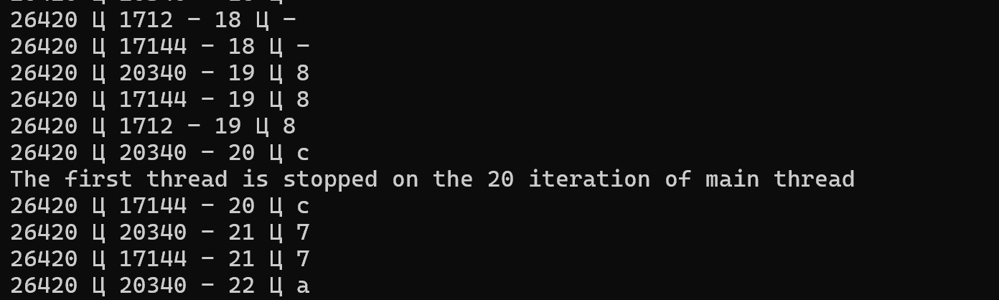 26420 Ц 1712 – 18 Ц –
26420 Ц 17144 – 18 Ц –
26420 Ц 20340 – 19 Ц 8
26420 Ц 17144 – 19 Ц 8
26420 Ц 1712 – 19 Ц 8
26420 Ц 20340 – 20 Ц c
The first thread is stopped on the 20 iteration of main thread
26420 Ц 17144 – 20 Ц c
26420 Ц 20340 – 21 Ц 7
26420 Ц 17144 – 21 Ц 7
26420 Ц 20340 – 22 Ц a